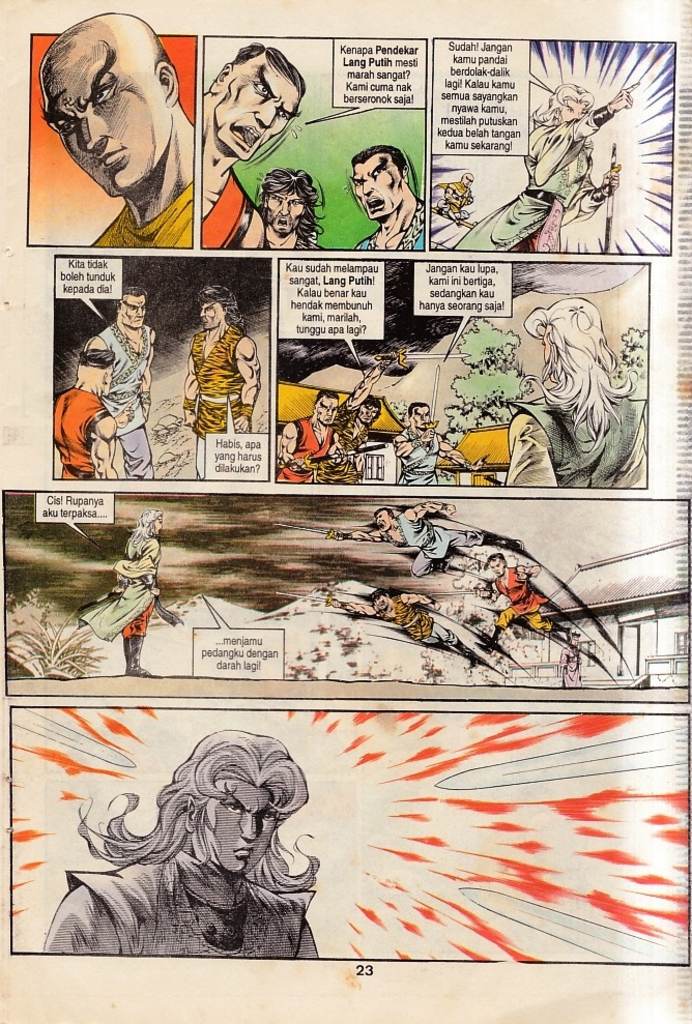 Kenapa Pendekar
Lang Putih mesti
marah sangat?
Kami cuma nak
berseronok saja!
Sudah! Jangan
kamu pandai
berdolak-dalik
lagi! Kalau kamu
semua sayangkan
nyawa kamu,
mestilah putuskan
kedua belah tangan
kamu sekarang!
Kita tidak
boleh tunduk
kepada dia!
Habis, apa
yang harus
dilakukan?
Kau sudah melampau
sangat, Lang Putih!
Kalau benar kau
hendak membunuh
kami, marilah,
tunggu apa lagi?
Jangan kau lupa,
kami ini bertiga,
sedangkan kau
hanya seorang saja!
Cis! Rupanya
aku terpaksa....
...menjamu
pedangku dengan
darah lagi!
23